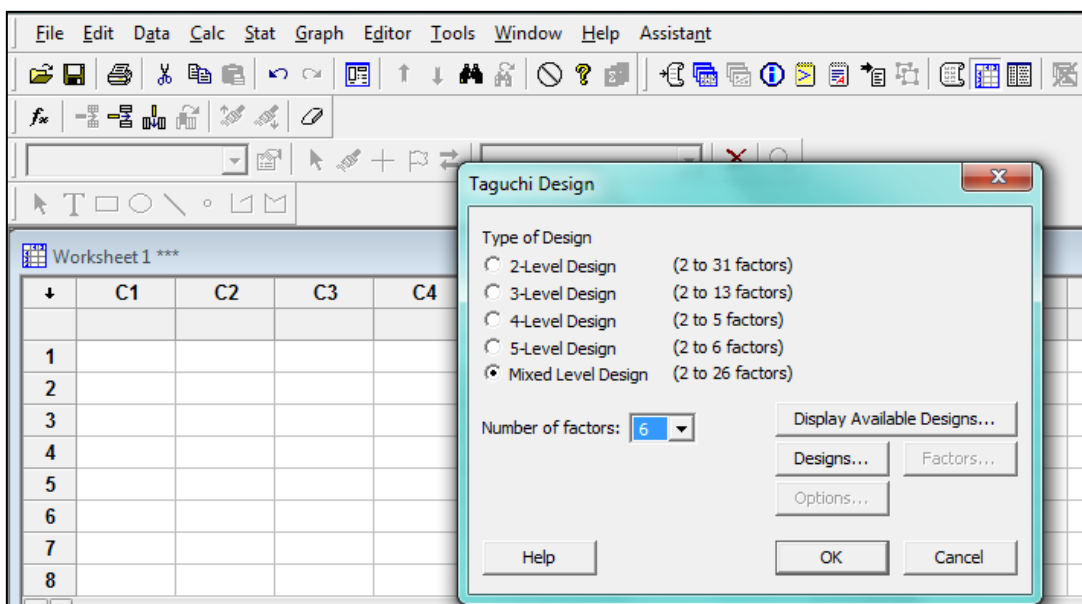 File Edit Data Calc Stat Graph Editor Tools Window Help Assistant
Taguchi Design
Type of Design
2-Level Design (2 to 31 factors)
3-Level Design (2 to 13 factors)
4-Level Design (2 to 5 factors)
5-Level Design (2 to 6 factors)
Mixed Level Design (2 to 26 factors)
Number of factors: 6
Display Available Designs...
Designs... Factors...
Options...
Help OK Cancel
Worksheet 1 ***
C1 C2 C3 C4
1
2
3
4
5
6
7
8